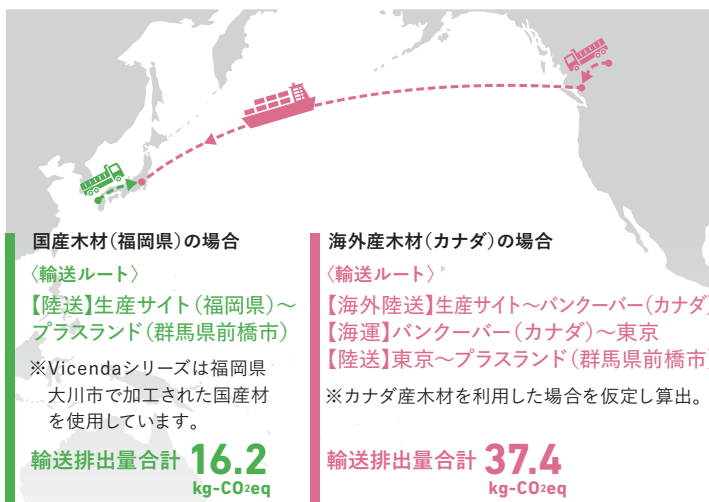 国産木材(福岡県)の場合
〈輸送ルート〉
【陸送】生産サイト(福岡県)〜
プラスランド(群馬県前橋市)
※Vicendaシリーズは福岡県
大川市で加工された国産材
を使用しています。
輸送排出量合計 16.2
kg-CO2eq
海外産木材(カナダ)の場合
〈輸送ルート〉
【海外陸送】生産サイト〜バンクーバー(カナダ)
【海運】バンクーバー(カナダ)〜東京
【陸送】東京〜プラスランド(群馬県前橋市)
※カナダ産木材を利用した場合を仮定し算出。
輸送排出量合計 37.4
kg-CO2eq